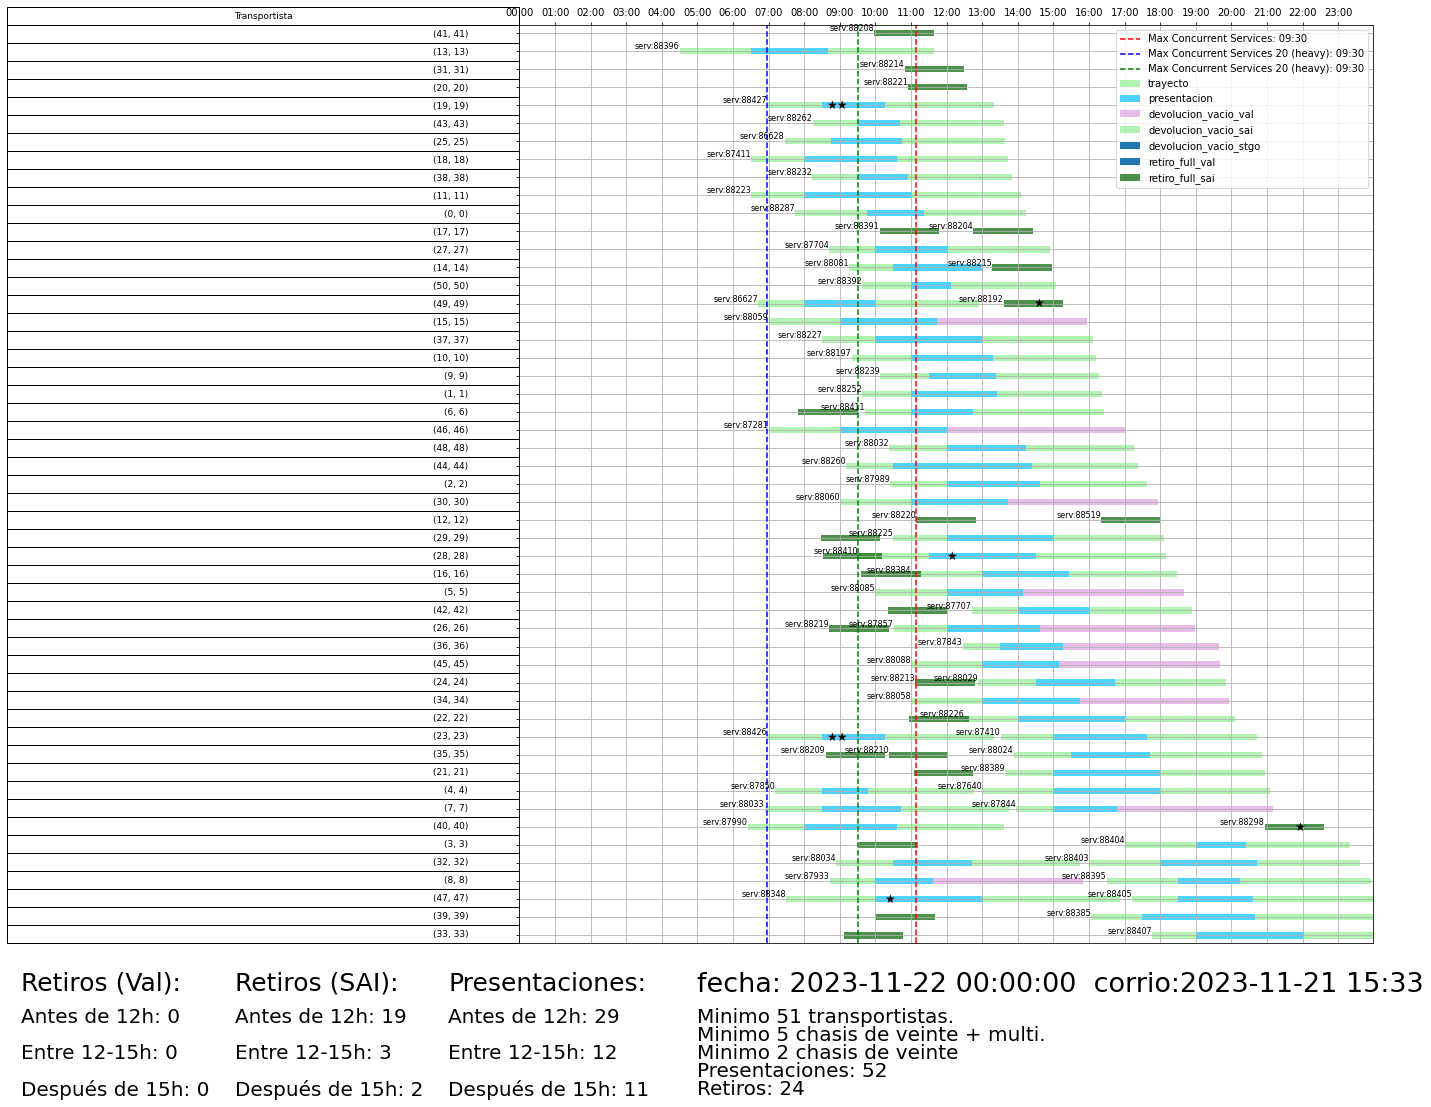 Transportista
00:00 01:00 02:00 03:00 04:00 05:00 06:00 07:00 08:00 09:00 10:00 11:00 12:00 13:00 14:00 15:00 16:00 17:00 18:00 19:00 20:00 21:00 22:00 23:00
Max Concurrent Services: 09:30
Max Concurrent Services 20 (heavy): 09:30
Max Concurrent Services 20 (heavy): 09:30
trayecto
presentacion
devolucion_vacio_val
devolucion_vacio_sai
devolucion_vacio_stgo
retiro_full_val
retiro_full_sai
(41, 41) serv:88208
(13, 13) serv:88396
(31, 31) serv:88214
(20, 20) serv:88221
(19, 19) serv:88427
(43, 43) serv:88262
(25, 25) serv:86628
(18, 18) serv:87411
(38, 38) serv:88232
(11, 11) serv:88223
(0, 0) serv:88287
(17, 17) serv:88391 serv:88204
(27, 27) serv:87704
(14, 14) serv:88081 serv:88215
(50, 50) serv:88392
(49, 49) serv:86627 serv:88192
(15, 15) serv:88059
(37, 37) serv:88227
(10, 10) serv:88197
(9, 9) serv:88239
(1, 1) serv:88252
(6, 6) serv:88411
(46, 46) serv:87281
(48, 48) serv:88032
(44, 44) serv:88260
(2, 2) serv:87989
(30, 30) serv:88060
(12, 12) serv:88220 serv:88519
(29, 29) serv:88225
(28, 28) serv:88410
(16, 16) serv:88384
(5, 5) serv:88085
(42, 42) serv:87707
(26, 26) serv:88219 serv:87857
(36, 36) serv:87843
(45, 45) serv:88088
(24, 24) serv:88213 serv:88029
(34, 34) serv:88058
(22, 22) serv:88226
(23, 23) serv:88426 serv:87410
(35, 35) serv:88209 serv:88210 serv:88024
(21, 21) serv:88389
(4, 4) serv:87850 serv:87640
(7, 7) serv:88033 serv:87844
(40, 40) serv:87990 serv:88298
(3, 3) serv:88404
(32, 32) serv:88034 serv:88403
(8, 8) serv:87933 serv:88395
(47, 47) serv:88348 serv:88405
(39, 39) serv:88385
(33, 33) serv:88407
Retiros (Val):
Antes de 12h: 0
Entre 12-15h: 0
Después de 15h: 0
Retiros (SAI):
Antes de 12h: 19
Entre 12-15h: 3
Después de 15h: 2
Presentaciones:
Antes de 12h: 29
Entre 12-15h: 12
Después de 15h: 11
fecha: 2023-11-22 00:00:00 corrio:2023-11-21 15:33
Minimo 51 transportistas.
Minimo 5 chasis de veinte + multi.
Minimo 2 chasis de veinte
Presentaciones: 52
Retiros: 24